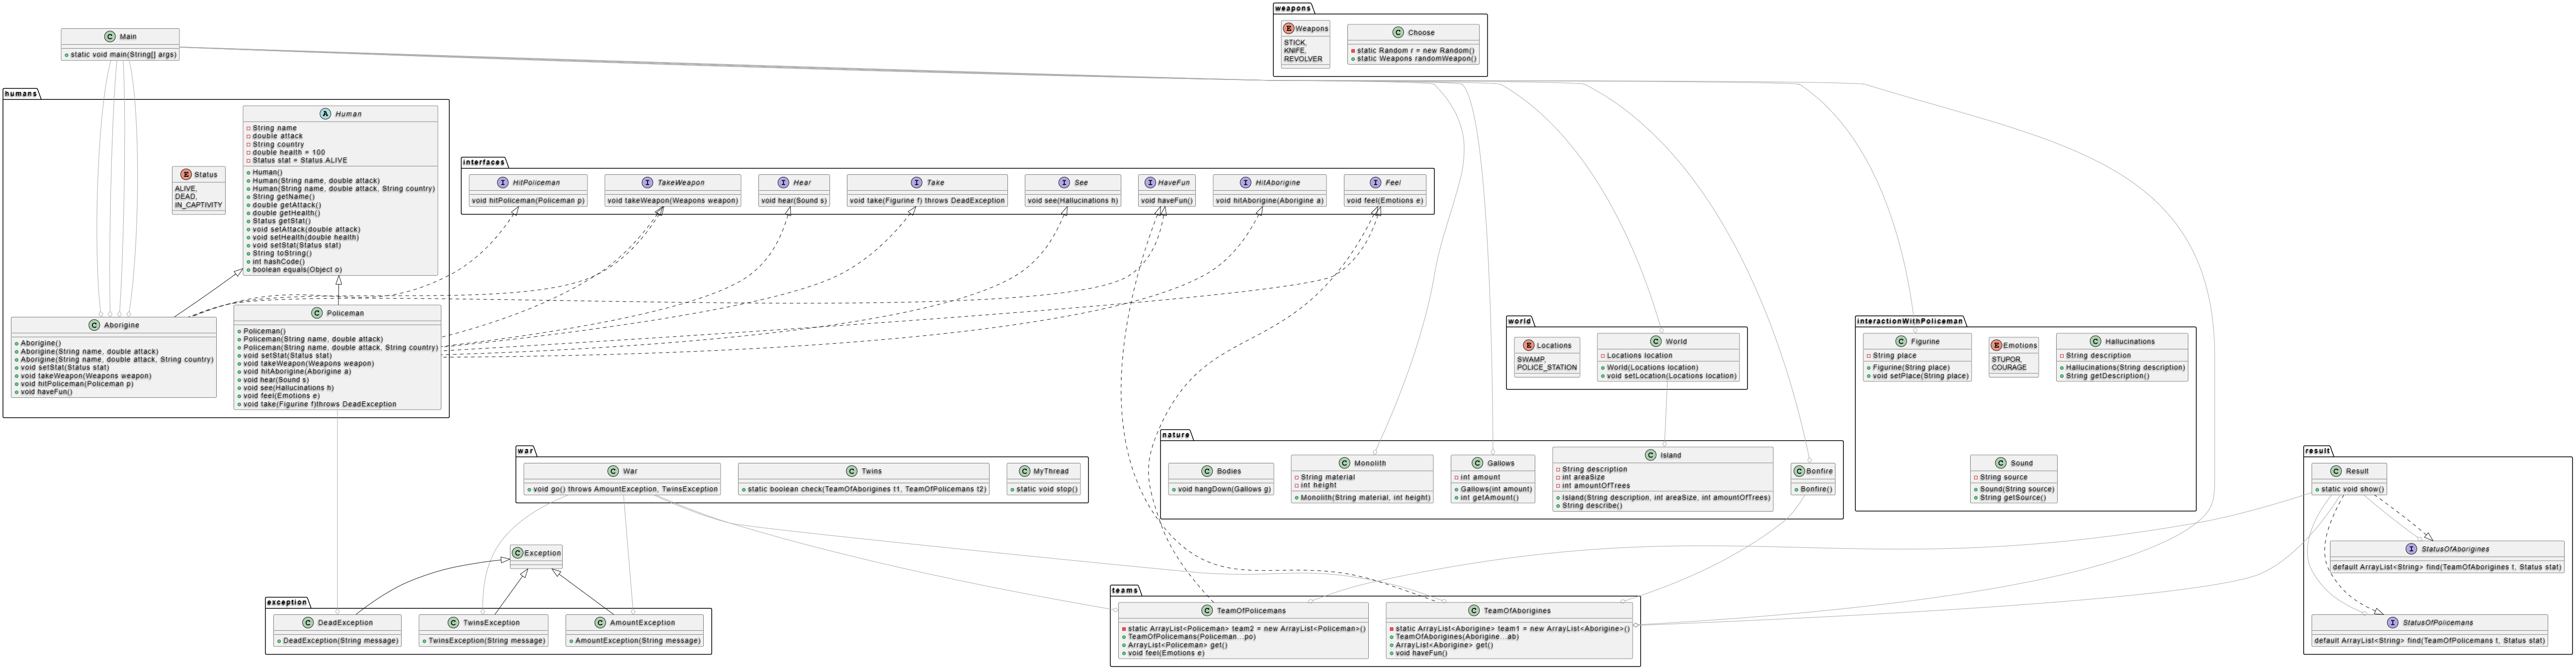 Main
static void main(String[] args)
weapons
Weapons
STICK,
KNIFE,
REVOLVER
Choose
static Random r = new Random()
static Weapons randomWeapon()
humans
Status
ALIVE,
DEAD,
IN_CAPTIVITY
Human
String name
double attack
String country
double health = 100
Status stat = Status.ALIVE
Human()
Human(String name, double attack)
Human(String name, double attack, String country)
String getName()
double getAttack()
double getHealth()
Status getStat()
void setAttack(double attack)
void setHealth(double health)
void setStat(Status stat)
String toString()
int hashCode()
boolean equals(Object o)
Aborigine
Aborigine()
Aborigine(String name, double attack)
Aborigine(String name, double attack, String country)
void setStat(Status stat)
void takeWeapon(Weapons weapon)
void hitPoliceman(Policeman p)
void haveFun()
Policeman
Policeman()
Policeman(String name, double attack)
Policeman(String name, double attack, String country)
void setStat(Status stat)
void takeWeapon(Weapons weapon)
void hitAborigine(Aborigine a)
void hear(Sound s)
void see(Hallucinations h)
void feel(Emotions e)
void take(Figurine f)throws DeadException
interfaces
HitPoliceman
void hitPoliceman(Policeman p)
TakeWeapon
void takeWeapon(Weapons weapon)
Hear
void hear(Sound s)
Take
void take(Figurine f) throws DeadException
See
void see(Hallucinations h)
HaveFun
void haveFun()
HitAborigine
void hitAborigine(Aborigine a)
Feel
void feel(Emotions e)
world
Locations
SWAMP,
POLICE_STATION
World
Locations location
World(Locations location)
void setLocation(Locations location)
interactionWithPoliceman
Figurine
String place
Figurine(String place)
void setPlace(String place)
Emotions
STUPOR,
COURAGE
Hallucinations
String description
Hallucinations(String description)
String getDescription()
Sound
String source
Sound(String source)
String getSource()
war
War
void go() throws AmountException, TwinsException
Twins
static boolean check(TeamOfAborigines t1, TeamOfPolicemans t2)
MyThread
static void stop()
nature
Bodies
void hangDown(Gallows g)
Monolith
String material
int height
Monolith(String material, int height)
Gallows
int amount
Gallows(int amount)
int getAmount()
Island
String description
int areaSize
int amountOfTrees
Island(String description, int areaSize, int amountOfTrees)
String describe()
Bonfire
Bonfire()
result
Result
static void show()
StatusOfAborigines
default ArrayList<String> find(TeamOfAborigines t, Status stat)
StatusOfPolicemans
default ArrayList<String> find(TeamOfPolicemans t, Status stat)
Exception
exception
DeadException
DeadException(String message)
TwinsException
TwinsException(String message)
AmountException
AmountException(String message)
teams
TeamOfPolicemans
static ArrayList<Policeman> team2 = new ArrayList<Policeman>()
TeamOfPolicemans(Policeman...po)
ArrayList<Policeman> get()
void feel(Emotions e)
TeamOfAborigines
static ArrayList<Aborigine> team1 = new ArrayList<Aborigine>()
TeamOfAborigines(Aborigine...ab)
ArrayList<Aborigine> get()
void haveFun()